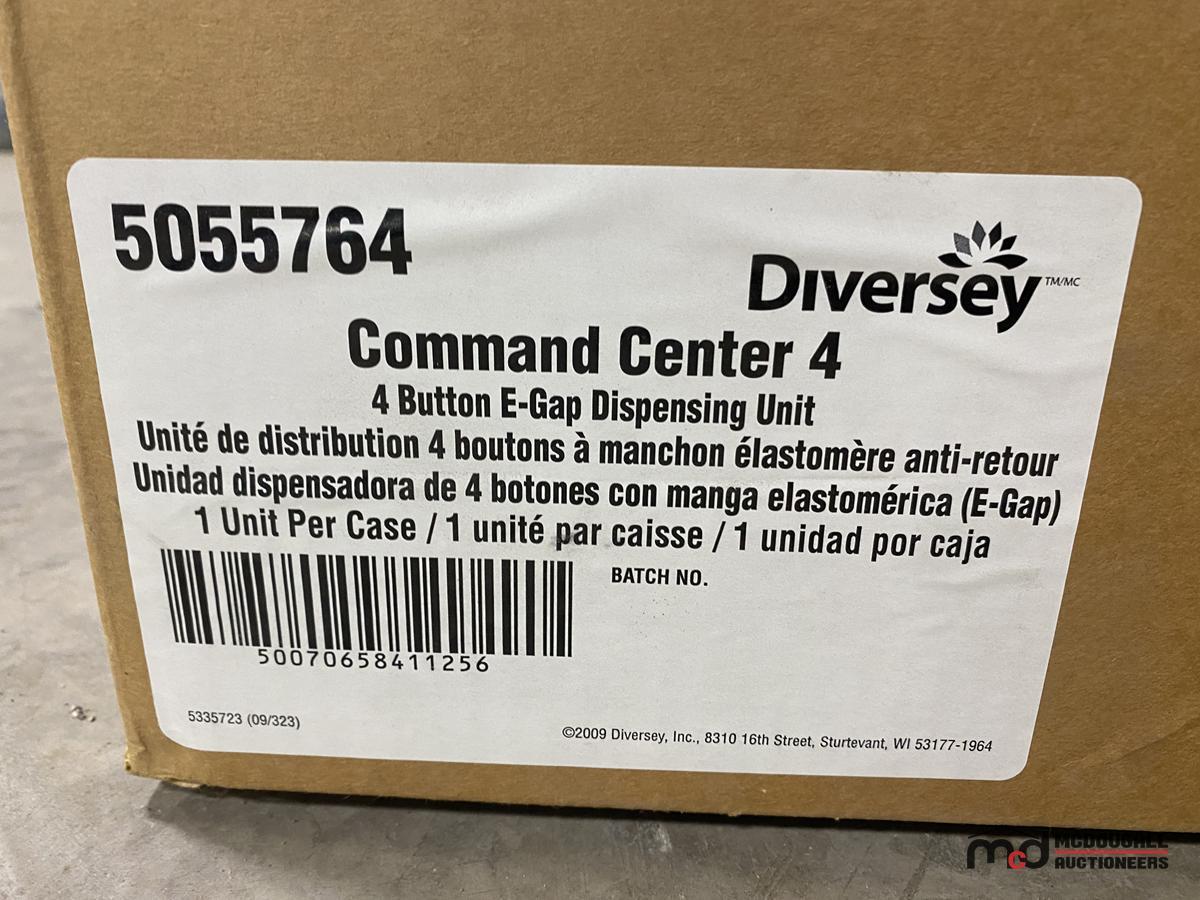 5055764
Diversey TM/MC
Command Center 4
4 Button E-Gap Dispensing Unit
Unité de distribution 4 boutons à manchon élastomère anti-retour
Unidad dispensadora de 4 botones con manga elastomérica (E-Gap)
1 Unit Per Case / 1 unité par caisse / 1 unidad por caja
BATCH NO.
50070658411256
5335723 (09/323)
©2009 Diversey, Inc., 8310 16th Street, Sturtevant, WI 53177-1964
mcd MCDOUGALL
AUCTIONEERS